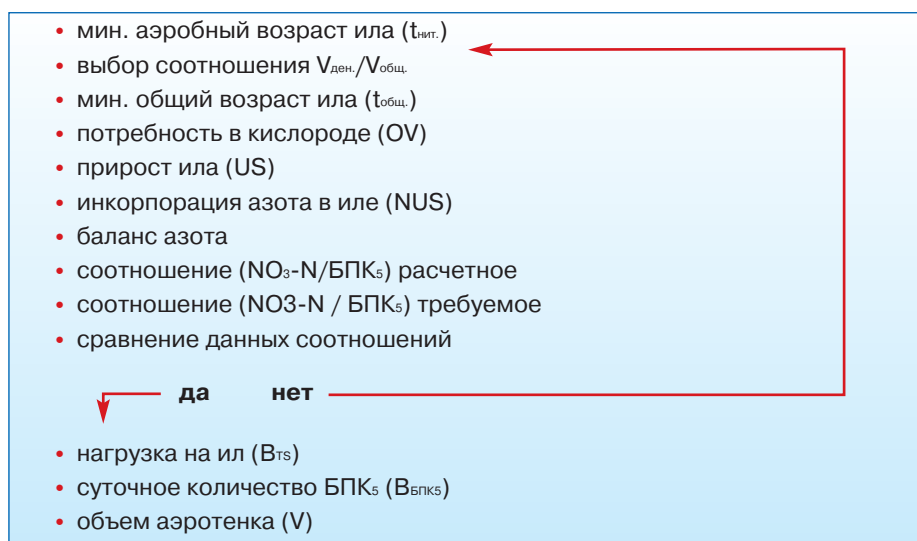 • мин. аэробный возраст ила (tнит.)
• выбор соотношения Vден./Vобщ.
• мин. общий возраст ила (tобщ.)
• потребность в кислороде (OV)
• прирост ила (US)
• инкорпорация азота в иле (NUS)
• баланс азота
• соотношение (NO₃-N/БПК₅) расчетное
• соотношение (NO3-N / БПК₅) требуемое
• сравнение данных соотношений
да нет
• нагрузка на ил (BTS)
• суточное количество БПК₅ (BБПК5)
• объем аэротенка (V)